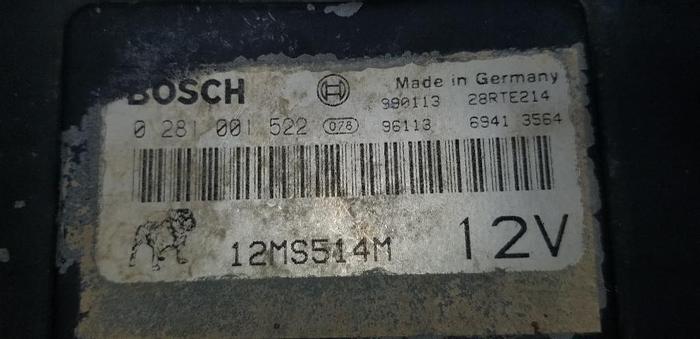 BOSCH
Made in Germany
990113 28RTE214
0 281 001 522 078 96113 6941 3564
12MS514M 12V